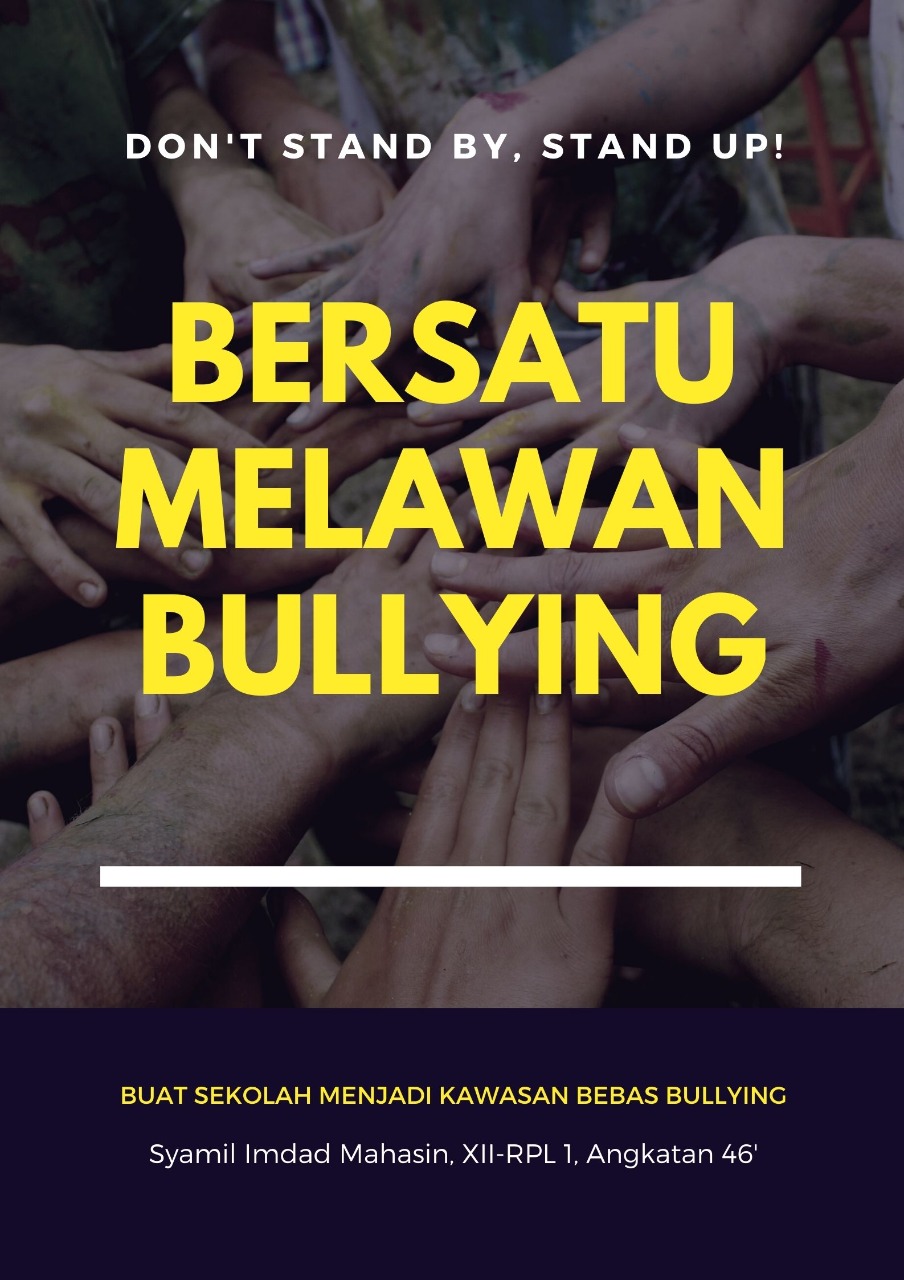 DON'T STAND BY, STAND UP!
BERSATU
MELAWAN
BULLYING
BUAT SEKOLAH MENJADI KAWASAN BEBAS BULLYING
Syamil Imdad Mahasin, XII-RPL 1, Angkatan 46'